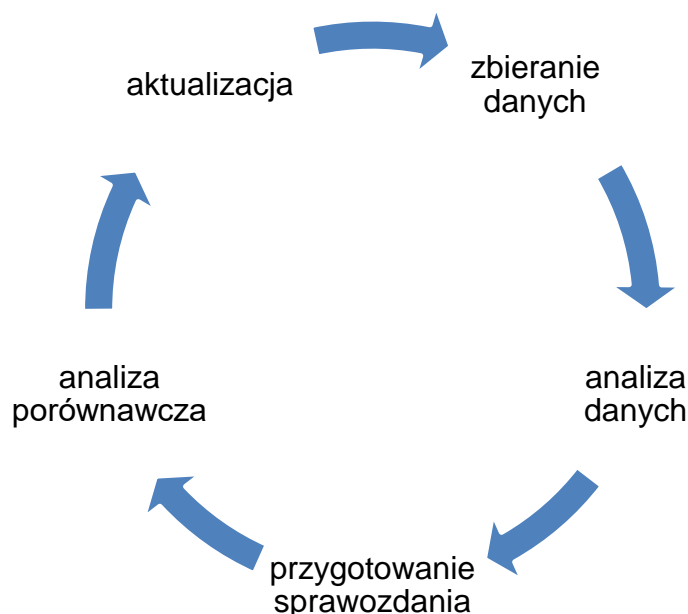 aktualizacja
zbieranie
danych
analiza
danych
przygotowanie
sprawozdania
analiza
porównawcza